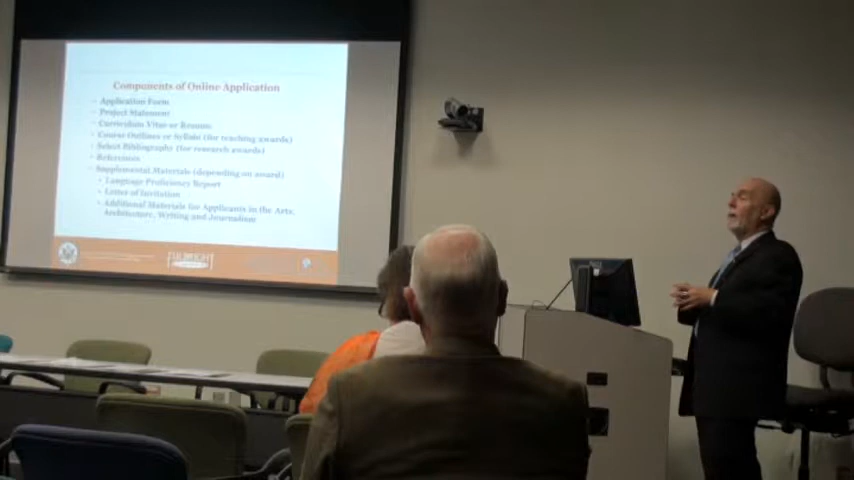 Components of Online Application
Application Form
Project Statement
Curriculum Vitae or Resume
Course Outlines or Syllabi (for teaching awards)
Select Bibliography (for research awards)
References
Supplemental Materials (depending on award)
Language Proficiency Report
Letter of Invitation
Additional Materials for Applicants in the Arts,
Architecture, Writing and Journalism
FULBRIGHT